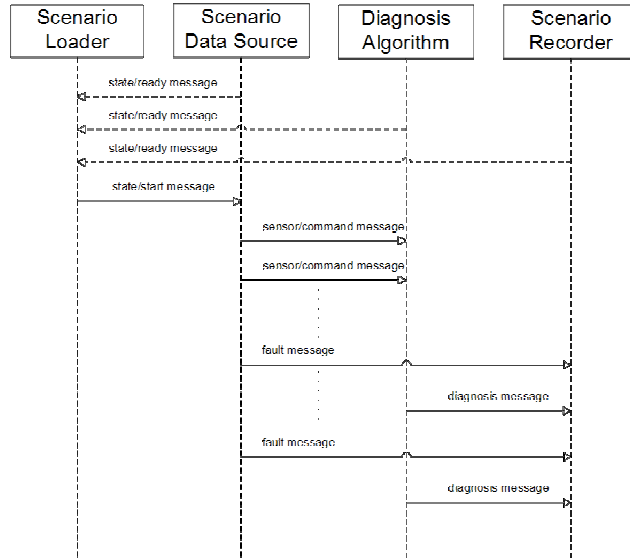 Scenario
Loader
Scenario
Data Source
Diagnosis
Algorithm
Scenario
Recorder
state/ready message
state/ready message
state/ready message
state/start message
sensor/command message
sensor/command message
fault message
diagnosis message
fault message
diagnosis message